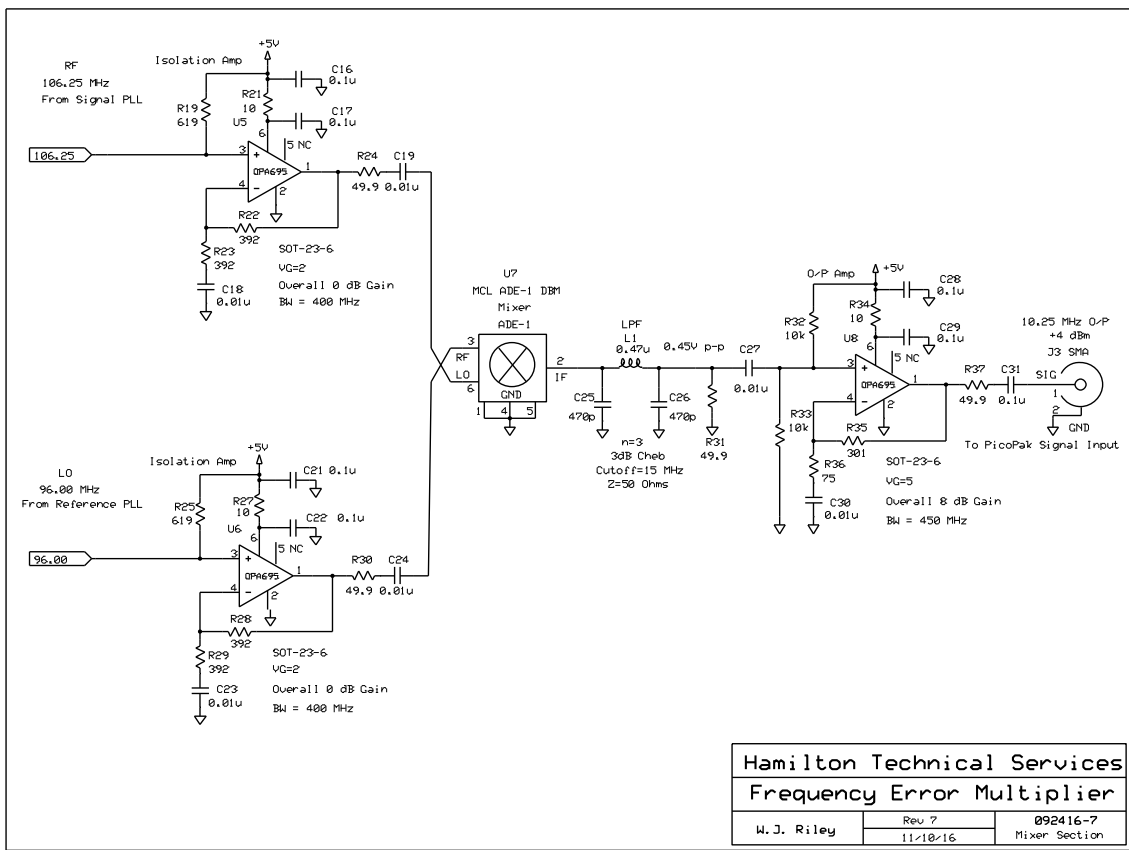 RF
106.25 MHz
From Signal PLL
Isolation Amp
+5V
C16
0.1u
R19
619
R21
10
C17
0.1u
U5
6
5 NC
106.25
3
+
OPA695
1
4
-
2
R24
49.9
C19
0.01u
R22
392
R23
392
C18
0.01u
SOT-23-6
VG=2
Overall 0 dB Gain
BW = 400 MHz
U7
MCL ADE-1 DBM
Mixer
ADE-1
3
RF
LO
6
GND
1
4
5
2
IF
LPF
L1
0.47u
0.45V p-p
C25
470p
C26
470p
R31
49.9
n=3
3dB Cheb
Cutoff=15 MHz
Z=50 Ohms
C27
0.01u
O/P Amp
+5V
C28
0.1u
R32
10k
R34
10
C29
0.1u
U8
6
5 NC
3
+
OPA695
1
4
-
2
R33
10k
R35
301
R36
75
C30
0.01u
SOT-23-6
VG=5
Overall 8 dB Gain
BW = 450 MHz
R37
49.9
C31
0.1u
10.25 MHz O/P
+4 dBm
J3 SMA
SIG
1
2
GND
To PicoPak Signal Input
LO
96.00 MHz
From Reference PLL
Isolation Amp
+5V
C21 0.1u
R25
619
R27
10
C22 0.1u
U6
6
5 NC
96.00
3
+
OPA695
1
4
-
2
R30
49.9
C24
0.01u
R28
392
R29
392
C23
0.01u
SOT-23-6
VG=2
Overall 0 dB Gain
BW = 400 MHz
Hamilton Technical Services
Frequency Error Multiplier
W.J. Riley
Rev 7
11/10/16
092416-7
Mixer Section